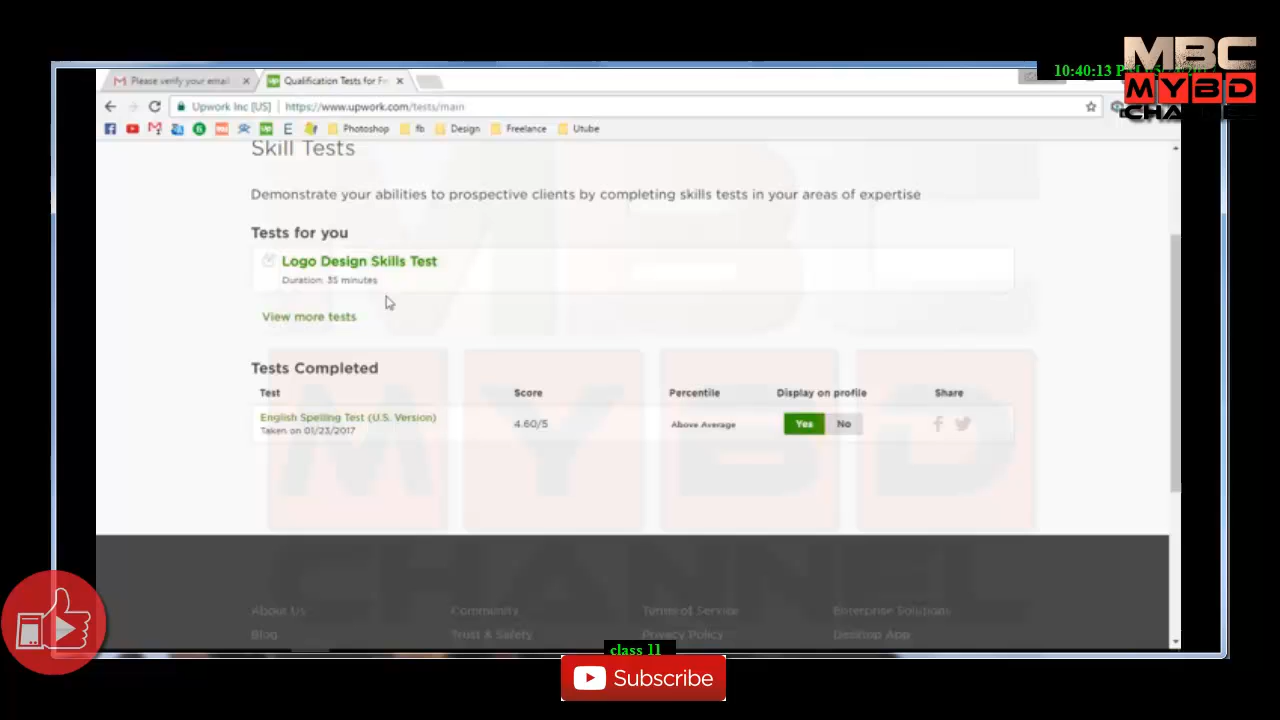 MBC
10:40:13 P
MYBD
CHANNEL
Please verify your email
Qualification Tests for Fr
Upwork Inc [US]
https://www.upwork.com/tests/main
Photoshop
fb
Design
Freelance
Utube
Skill Tests
Demonstrate your abilities to prospective clients by completing skills tests in your areas of expertise
Tests for you
Logo Design Skills Test
Duration: 35 minutes
View more tests
Tests Completed
Test Score Percentile Display on profile Share
English Spelling Test (U.S. Version) 4.60/5 Above Average Yes No
Taken on 01/23/2017
MYBD
CHANNEL
About Us Community Terms of Service Enterprise Solutions
Blog Trust & Safety Privacy Policy Desktop App
class 11
Subscribe